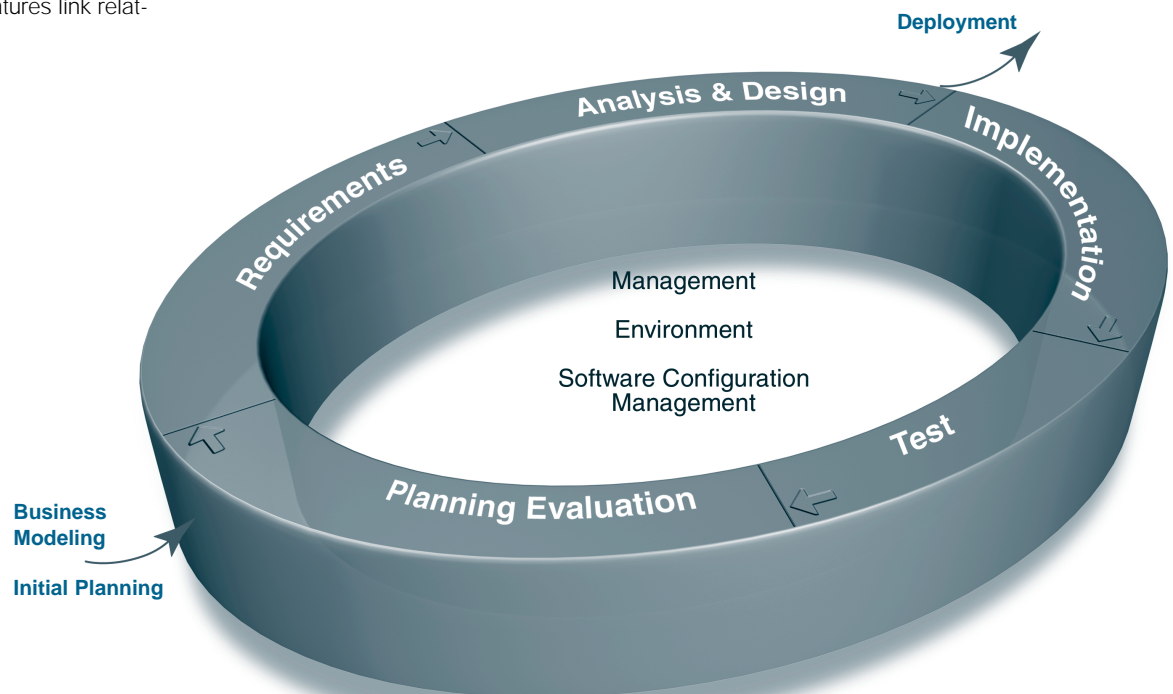 atures link relat-
Deployment
Analysis & Design
Implementation
Requirements
Management
Environment
Software Configuration
Management
Test
Planning Evaluation
Business
Modeling
Initial Planning